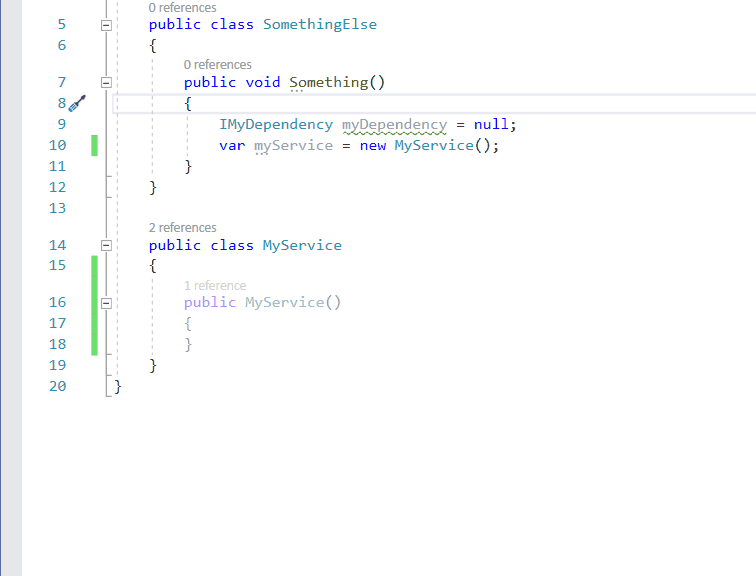 0 references
5 public class SomethingElse
6 {
0 references
7 public void Something()
8 {
9 IMyDependency myDependency = null;
10 var myService = new MyService();
11 }
12 }
13
2 references
14 public class MyService
15 {
1 reference
16 public MyService()
17 {
18 }
19 }
20 }